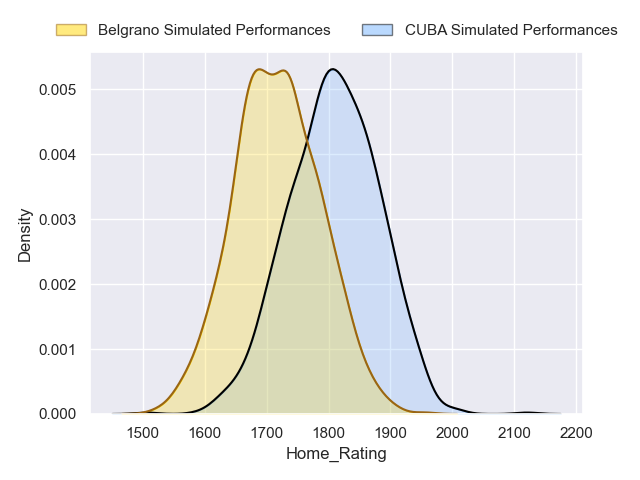 Belgrano Simulated Performances CUBA Simulated Performances
0.005
0.004
0.003
0.002
0.001
0.000
Density
1500 1600 1700 1800 1900 2000 2100 2200
Home_Rating